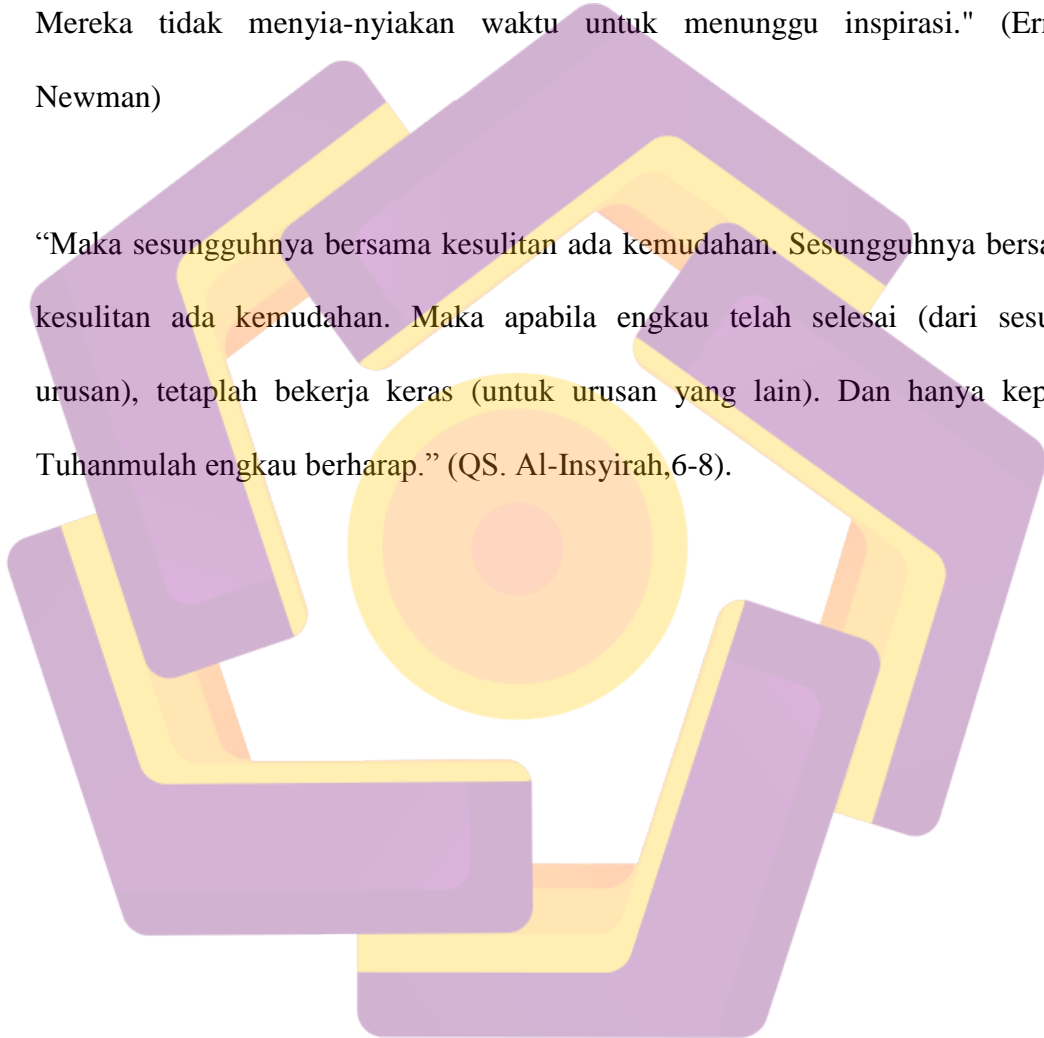 Mereka tidak menyia-nyiakan waktu untuk menunggu inspirasi." (Er
Newman)
“Maka sesungguhnya bersama kesulitan ada kemudahan. Sesungguhnya bersa
kesulitan ada kemudahan. Maka apabila engkau telah selesai (dari sesu
urusan), tetaplah bekerja keras (untuk urusan yang lain). Dan hanya kep
Tuhanmulah engkau berharap.” (QS. Al-Insyirah,6-8).